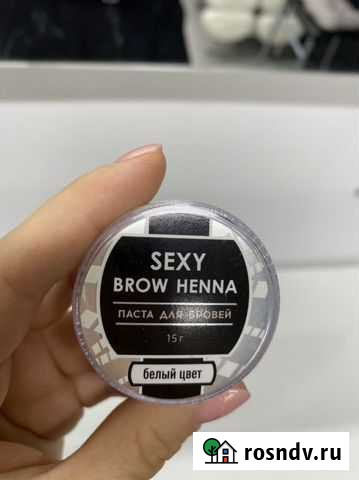 SEXY
BROW HENNA
ПАСТА ДЛЯ БРОВЕЙ
15 г
белый цвет
rosndv.ru